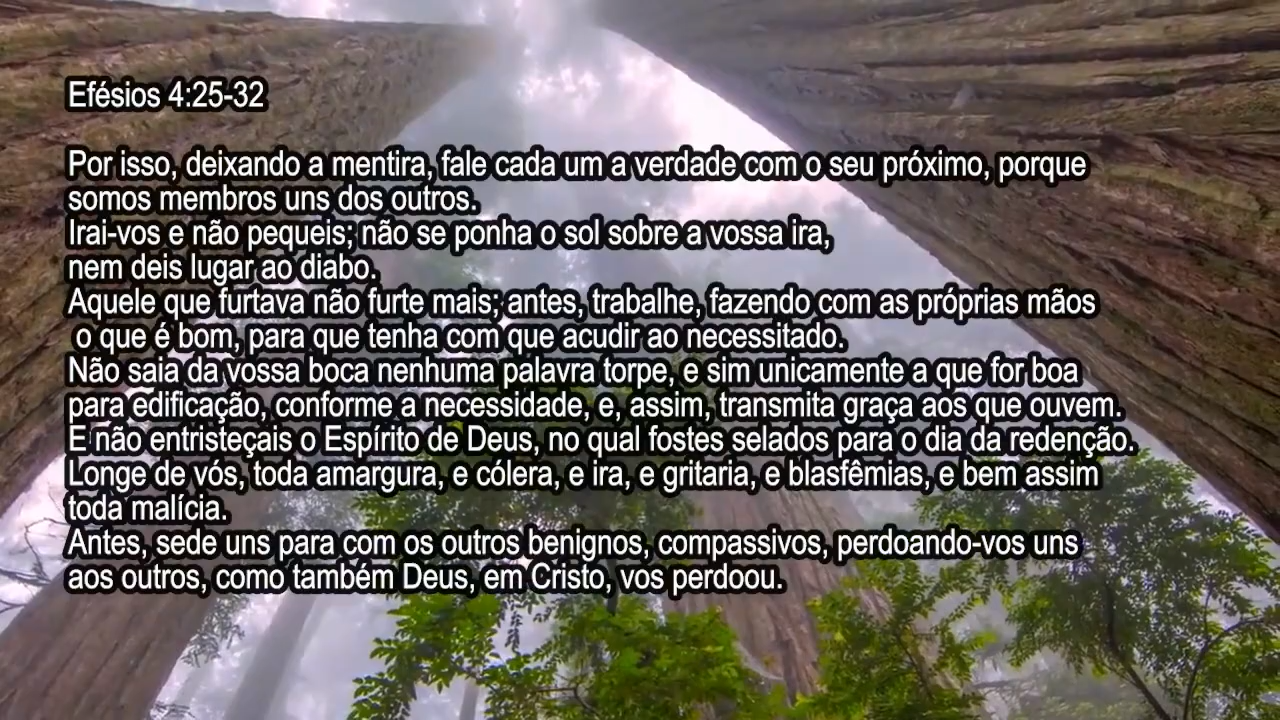 Efésios 4:25-32
Por isso, deixando a mentira, fale cada um a verdade com o seu próximo, porque
somos membros uns dos outros.
Irai-vos e não pequeis; não se ponha o sol sobre a vossa ira,
nem deis lugar ao diabo.
Aquele que furtava não furte mais; antes, trabalhe, fazendo com as próprias mãos
o que é bom, para que tenha com que acudir ao necessitado.
Não saia da vossa boca nenhuma palavra torpe, e sim unicamente a que for boa
para edificação, conforme a necessidade, e, assim, transmita graça aos que ouvem.
E não entristeçais o Espírito de Deus, no qual fostes selados para o dia da redenção.
Longe de vós, toda amargura, e cólera, e ira, e gritaria, e blasfêmias, e bem assim
toda malícia.
Antes, sede uns para com os outros benignos, compassivos, perdoando-vos uns
aos outros, como também Deus, em Cristo, vos perdoou.